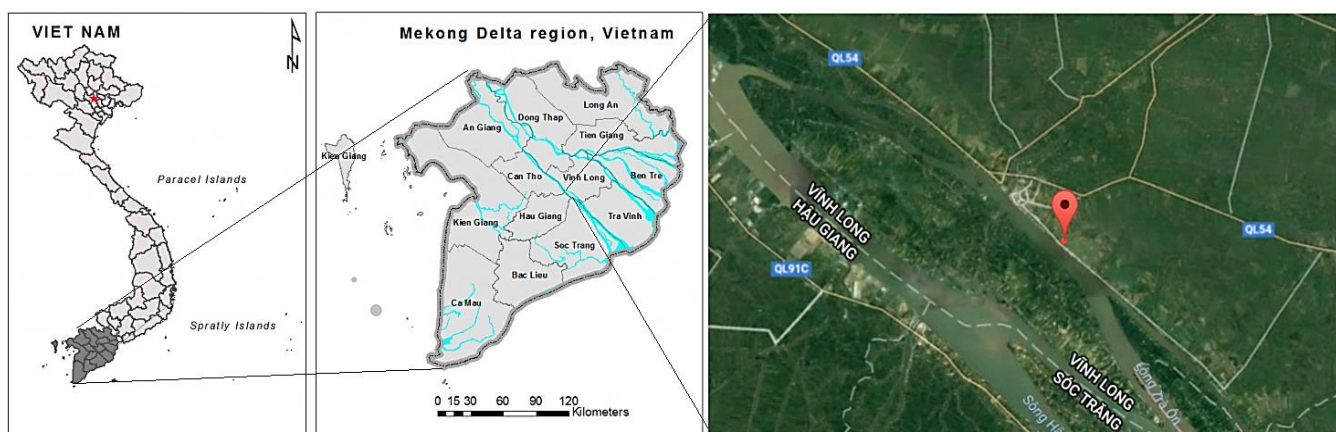 VIET NAM
N
Paracel Islands
Spratly Islands
Mekong Delta region, Vietnam
Long An
Dong Thap
An Giang
Tien Giang
Kien Giang
Can Tho
Vinh Long
Ben Tre
Hau Giang
Tra Vinh
Kien Giang
Soc Trang
Bac Lieu
Ca Mau
0 15 30 60 90 120
Kilometers
QL54
VĨNH LONG
HẬU GIANG
QL54
QL91C
VĨNH LONG
SÓC TRĂNG
Trà Ôn
Sông